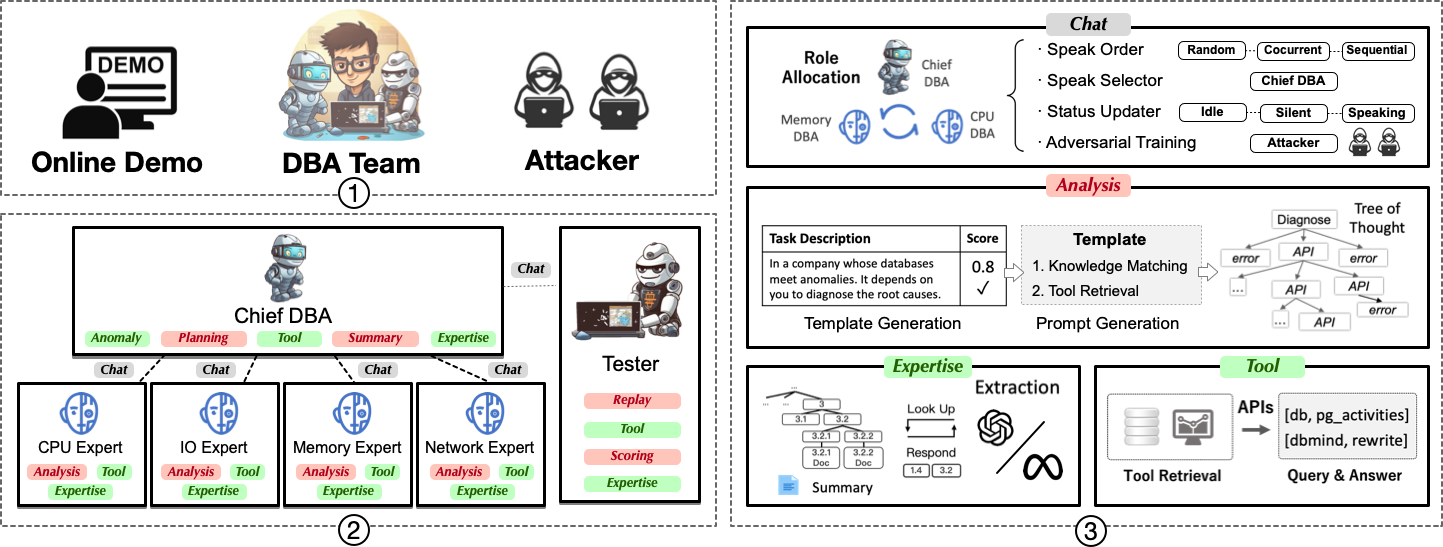 DEMO
Online Demo
DBA Team
Attacker
1
Chief DBA
Anomaly Planning Tool Summary Expertise
Chat
Chat Chat Chat Chat
CPU Expert
Analysis Tool
Expertise
IO Expert
Analysis Tool
Expertise
Memory Expert
Analysis Tool
Expertise
Network Expert
Analysis Tool
Expertise
Tester
Replay
Tool
Scoring
Expertise
2
Chat
Role
Allocation
Chief
DBA
Memory
DBA
CPU
DBA
· Speak Order Random Cocurrent Sequential
· Speak Selector Chief DBA
· Status Updater Idle Silent Speaking
· Adversarial Training Attacker
Analysis
Task Description Score
In a company whose databases
meet anomalies. It depends on
you to diagnose the root causes.
0.8
✓
Template Generation
Template
1. Knowledge Matching
2. Tool Retrieval
Prompt Generation
Tree of
Thought
Diagnose
error API error
... API API
... API error
Expertise
... ... 3
3.1 3.2
3.2.1 3.2.2
3.2.1
Doc
3.2.2
Doc
Summary
Look Up
Respond
1.4 3.2
Extraction
Tool
Tool Retrieval
APIs
[db, pg_activities]
[dbmind, rewrite]
Query & Answer
3